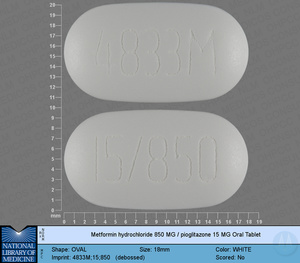 4833M
15/850
mm
Metformin hydrochloride 850 MG / pioglitazone 15 MG Oral Tablet
NATIONAL
LIBRARY OF
MEDICINE
Shape: OVAL
Size: 18mm
Color: WHITE
Imprint: 4833M;15;850 (debossed)
Scored: No